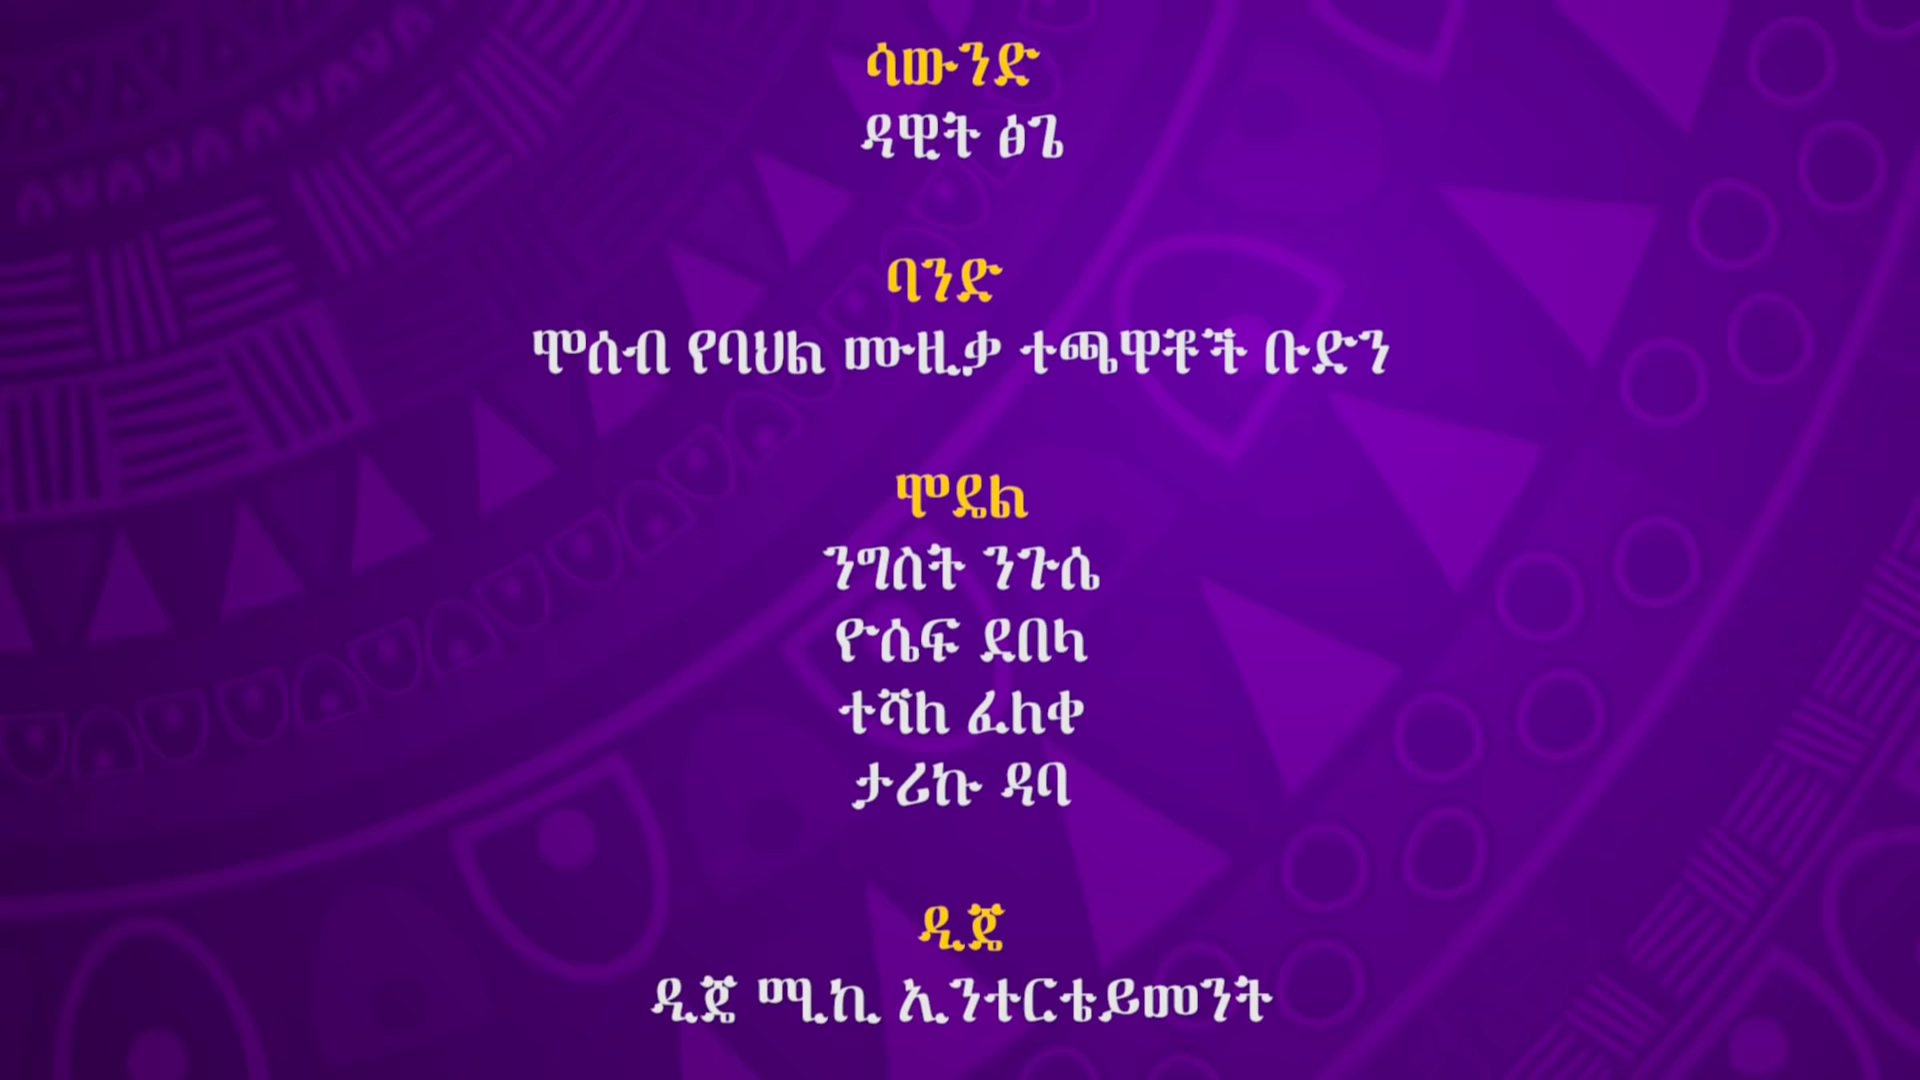 ሳውንድ
ዳዊት ፅጌ
ባንድ
ሞሰብ የባህል ሙዚቃ ተጫዋቾች ቡድን
ሞዴል
ንግስት ንጉሴ
ዮሴፍ ደበላ
ተሻለ ፈለቀ
ታሪኩ ዲባ
ዲጄ
ዲጄ ሚኪ ኢንተርቴይመንት